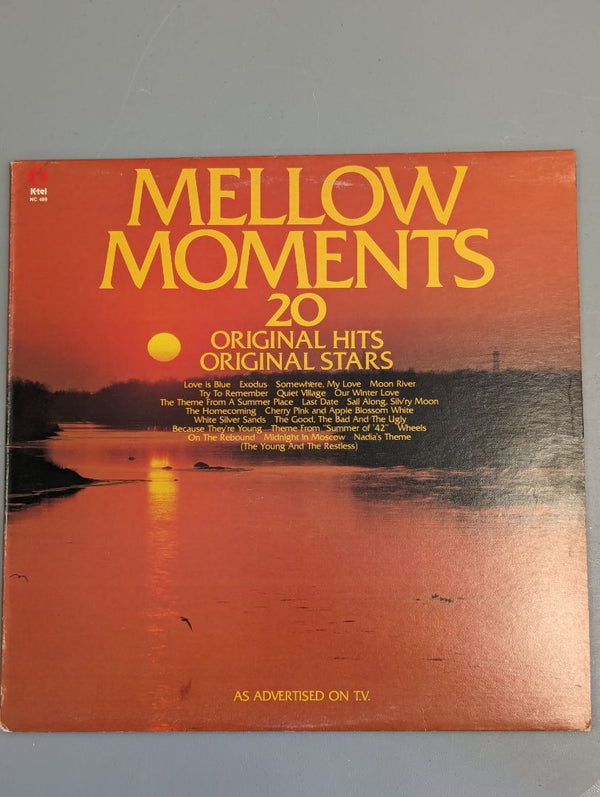 K-tel
NC 489
MELLOW
MOMENTS
20
ORIGINAL HITS
ORIGINAL STARS
Love is Blue Exodus Somewhere, My Love Moon River
Try To Remember Quiet Village Our Winter Love
The Theme From A Summer Place Last Date Sail Along, Silv'ry Moon
The Homecoming Cherry Pink and Apple Blossom White
White Silver Sands The Good, The Bad And The Ugly
Because They're Young Theme From "Summer of '42" Wheels
On The Rebound Midnight In Moscow Nadia's Theme
(The Young And The Restless)
AS ADVERTISED ON T.V.